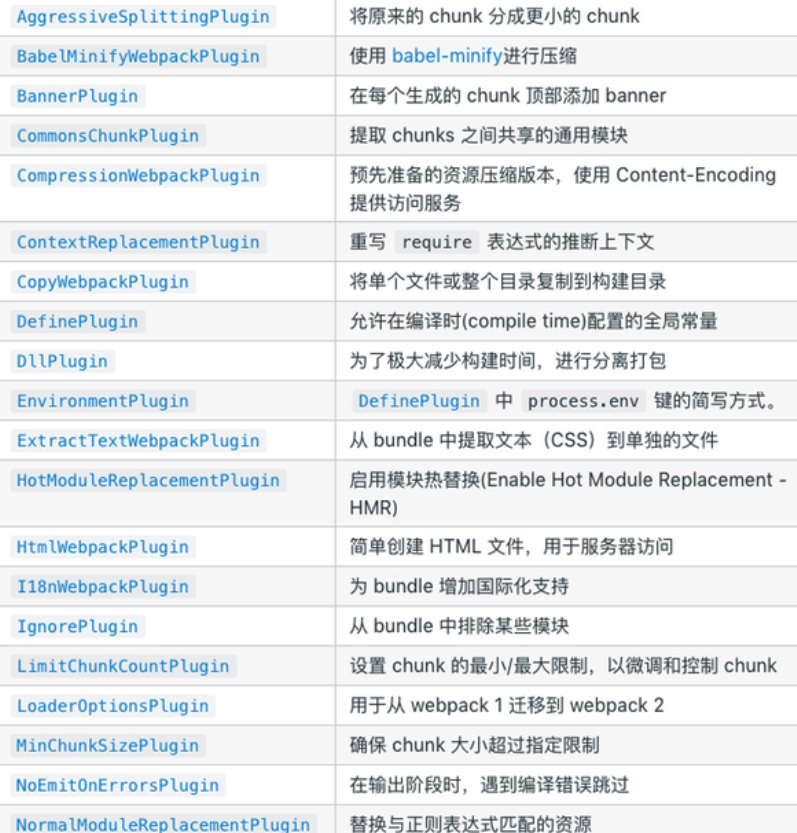 AggressiveSplittingPlugin 将原来的 chunk 分成更小的 chunk
BabelMinifyWebpackPlugin 使用 babel-minify进行压缩
BannerPlugin 在每个生成的 chunk 顶部添加 banner
CommonsChunkPlugin 提取 chunks 之间共享的通用模块
CompressionWebpackPlugin 预先准备的资源压缩版本，使用 Content-Encoding
提供访问服务
ContextReplacementPlugin 重写 require 表达式的推断上下文
CopyWebpackPlugin 将单个文件或整个目录复制到构建目录
DefinePlugin 允许在编译时(compile time)配置的全局常量
DllPlugin 为了极大减少构建时间，进行分离打包
EnvironmentPlugin DefinePlugin 中 process.env 键的简写方式。
ExtractTextWebpackPlugin 从 bundle 中提取文本（CSS）到单独的文件
HotModuleReplacementPlugin 启用模块热替换(Enable Hot Module Replacement -
HMR)
HtmlWebpackPlugin 简单创建 HTML 文件，用于服务器访问
I18nWebpackPlugin 为 bundle 增加国际化支持
IgnorePlugin 从 bundle 中排除某些模块
LimitChunkCountPlugin 设置 chunk 的最小/最大限制，以微调和控制 chunk
LoaderOptionsPlugin 用于从 webpack 1 迁移到 webpack 2
MinChunkSizePlugin 确保 chunk 大小超过指定限制
NoEmitOnErrorsPlugin 在输出阶段时，遇到编译错误跳过
NormalModuleReplacementPlugin 替换与正则表达式匹配的资源